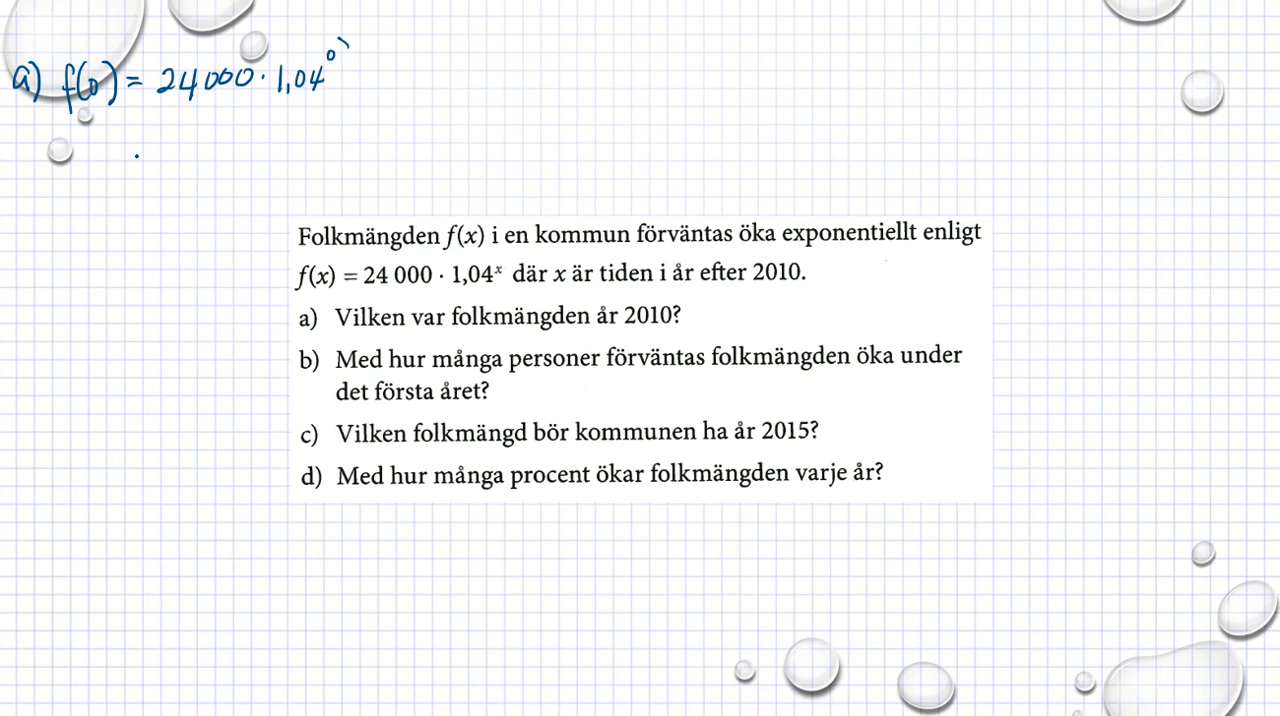 a) f(0) = 24000 · 1,04⁰
Folkmängden f(x) i en kommun förväntas öka exponentiellt enligt
f(x) = 24 000 · 1,04ˣ där x är tiden i år efter 2010.
a) Vilken var folkmängden år 2010?
b) Med hur många personer förväntas folkmängden öka under
det första året?
c) Vilken folkmängd bör kommunen ha år 2015?
d) Med hur många procent ökar folkmängden varje år?